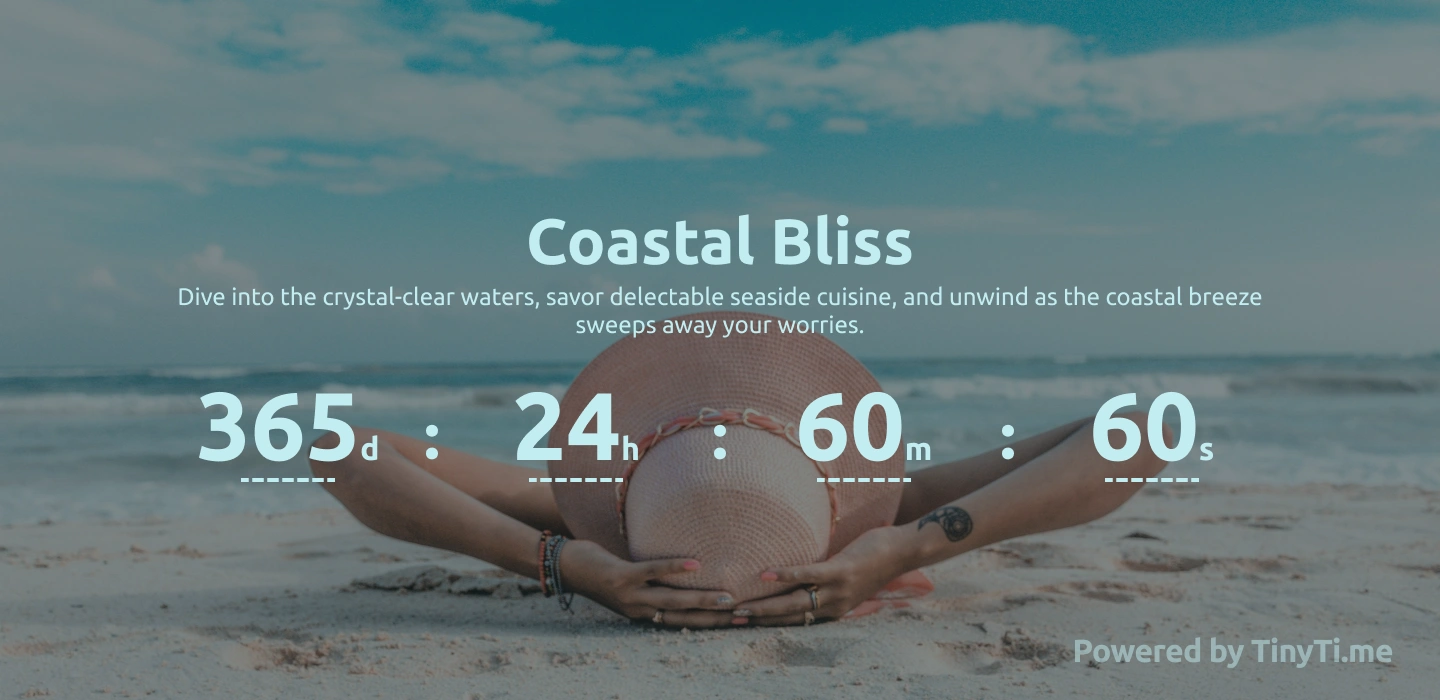 Coastal Bliss
Dive into the crystal-clear waters, savor delectable seaside cuisine, and unwind as the coastal breeze
sweeps away your worries.
365d : 24h : 60m : 60s
Powered by TinyTi.me